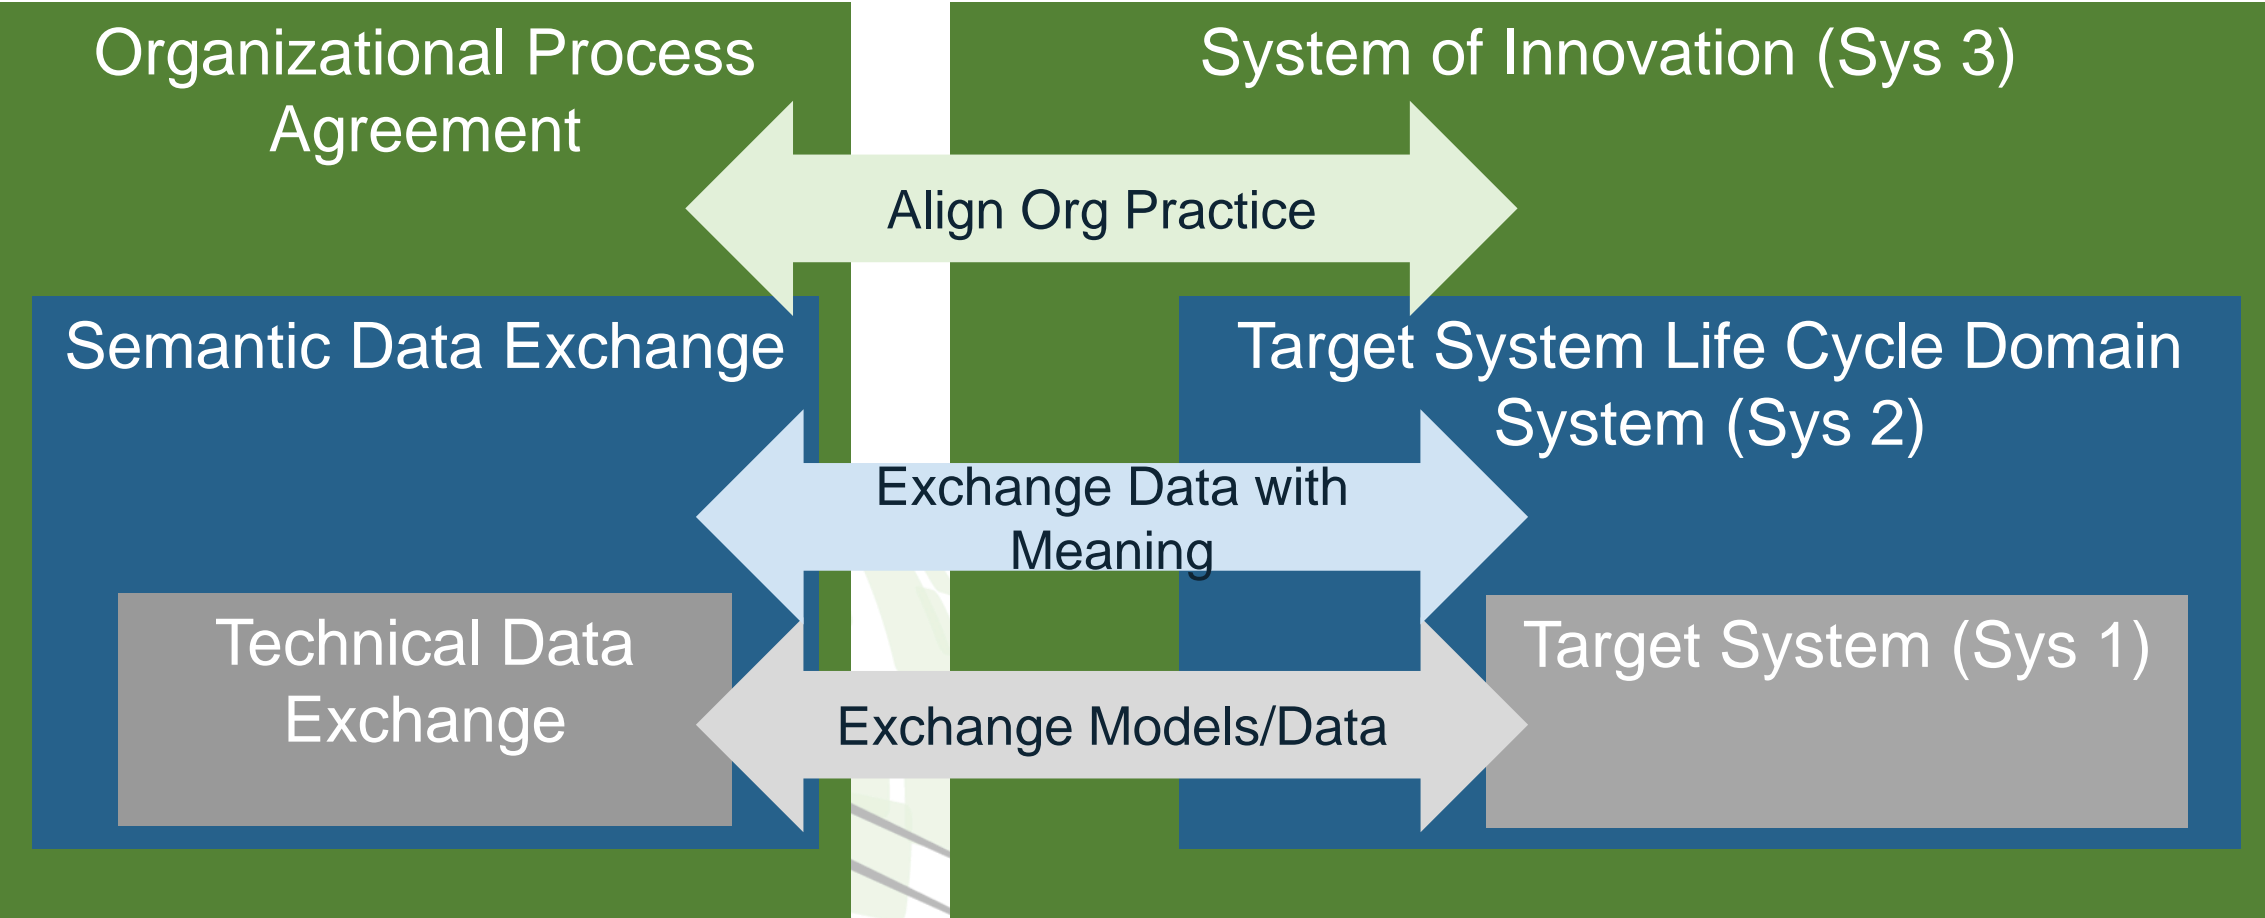 Organizational Process
Agreement
System of Innovation (Sys 3)
Align Org Practice
Semantic Data Exchange
Target System Life Cycle Domain
System (Sys 2)
Exchange Data with
Meaning
Technical Data
Exchange
Target System (Sys 1)
Exchange Models/Data